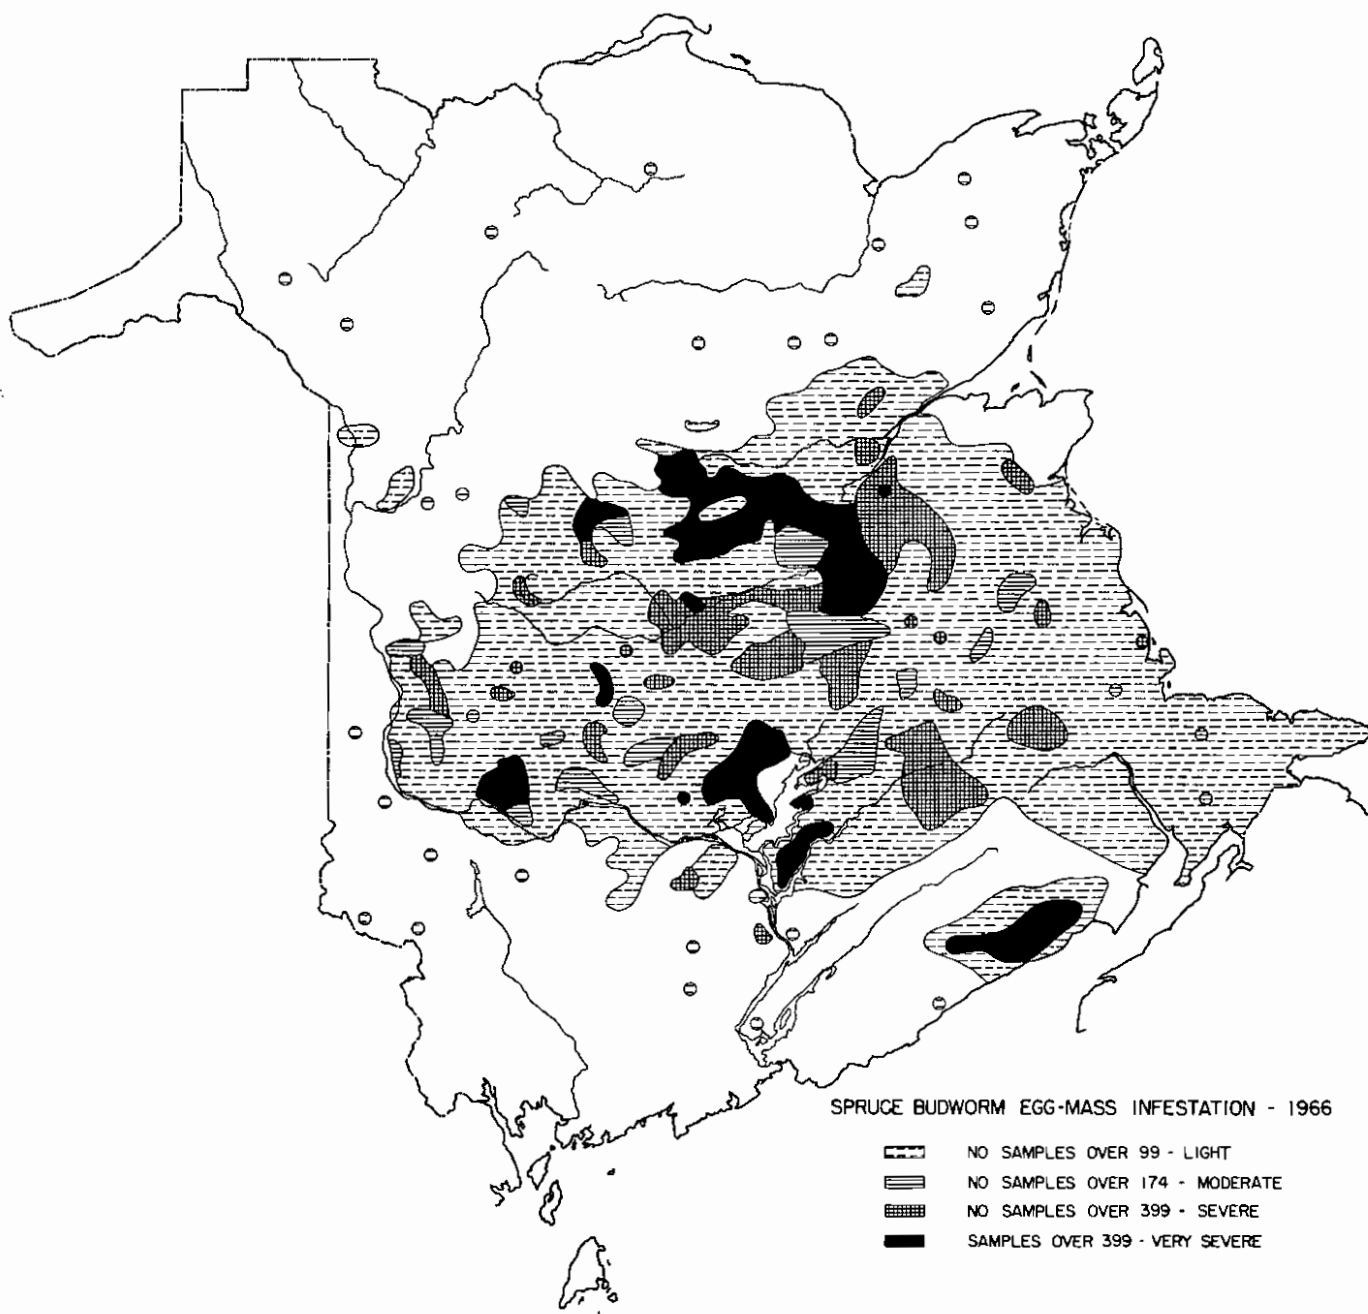 SPRUCE BUDWORM EGG-MASS INFESTATION - 1966
NO SAMPLES OVER 99 - LIGHT
NO SAMPLES OVER 174 - MODERATE
NO SAMPLES OVER 399 - SEVERE
SAMPLES OVER 399 - VERY SEVERE